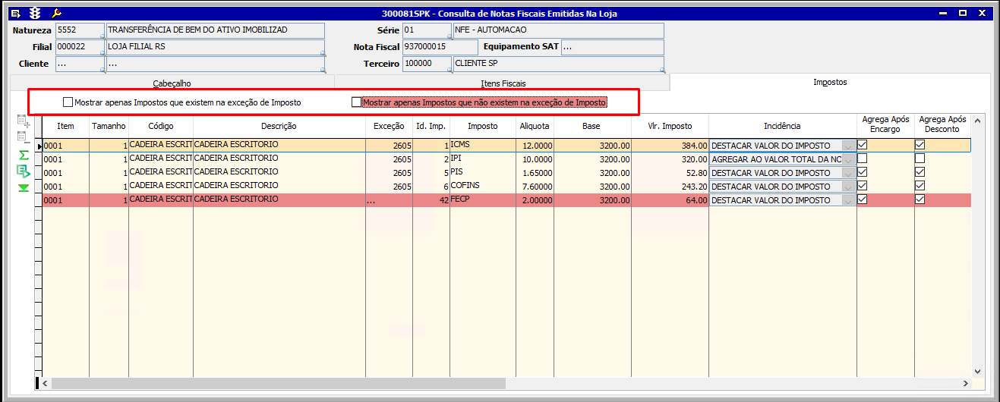 300081SPK - Consulta de Notas Fiscais Emitidas Na Loja
Natureza 5552 TRANSFERÊNCIA DE BEM DO ATIVO IMOBILIZAD Série 01 NFE - AUTOMACAO
Filial 000022 LOJA FILIAL RS Nota Fiscal 937000015 Equipamento SAT ...
Cliente ... ... Terceiro 100000 CLIENTE SP
Cabeçalho Itens Fiscais Impostos
Mostrar apenas Impostos que existem na exceção de Imposto Mostrar apenas Impostos que não existem na exceção de Imposto
Item Tamanho Código Descrição Exceção Id. Imp. Imposto Aliquota Base Vlr. Imposto Incidência Agrega Após Encargo Agrega Após Desconto
0001 1 CADEIRA ESCRIT CADEIRA ESCRITORIO 2605 1 ICMS 12.0000 3200.00 384.00 DESTACAR VALOR DO IMPOSTO
0001 1 CADEIRA ESCRIT CADEIRA ESCRITORIO 2605 2 IPI 10.0000 3200.00 320.00 AGREGAR AO VALOR TOTAL DA NO
0001 1 CADEIRA ESCRIT CADEIRA ESCRITORIO 2605 5 PIS 1.65000 3200.00 52.80 DESTACAR VALOR DO IMPOSTO
0001 1 CADEIRA ESCRIT CADEIRA ESCRITORIO 2605 6 COFINS 7.60000 3200.00 243.20 DESTACAR VALOR DO IMPOSTO
0001 1 CADEIRA ESCRIT CADEIRA ESCRITORIO ... 42 FECP 2.00000 3200.00 64.00 DESTACAR VALOR DO IMPOSTO